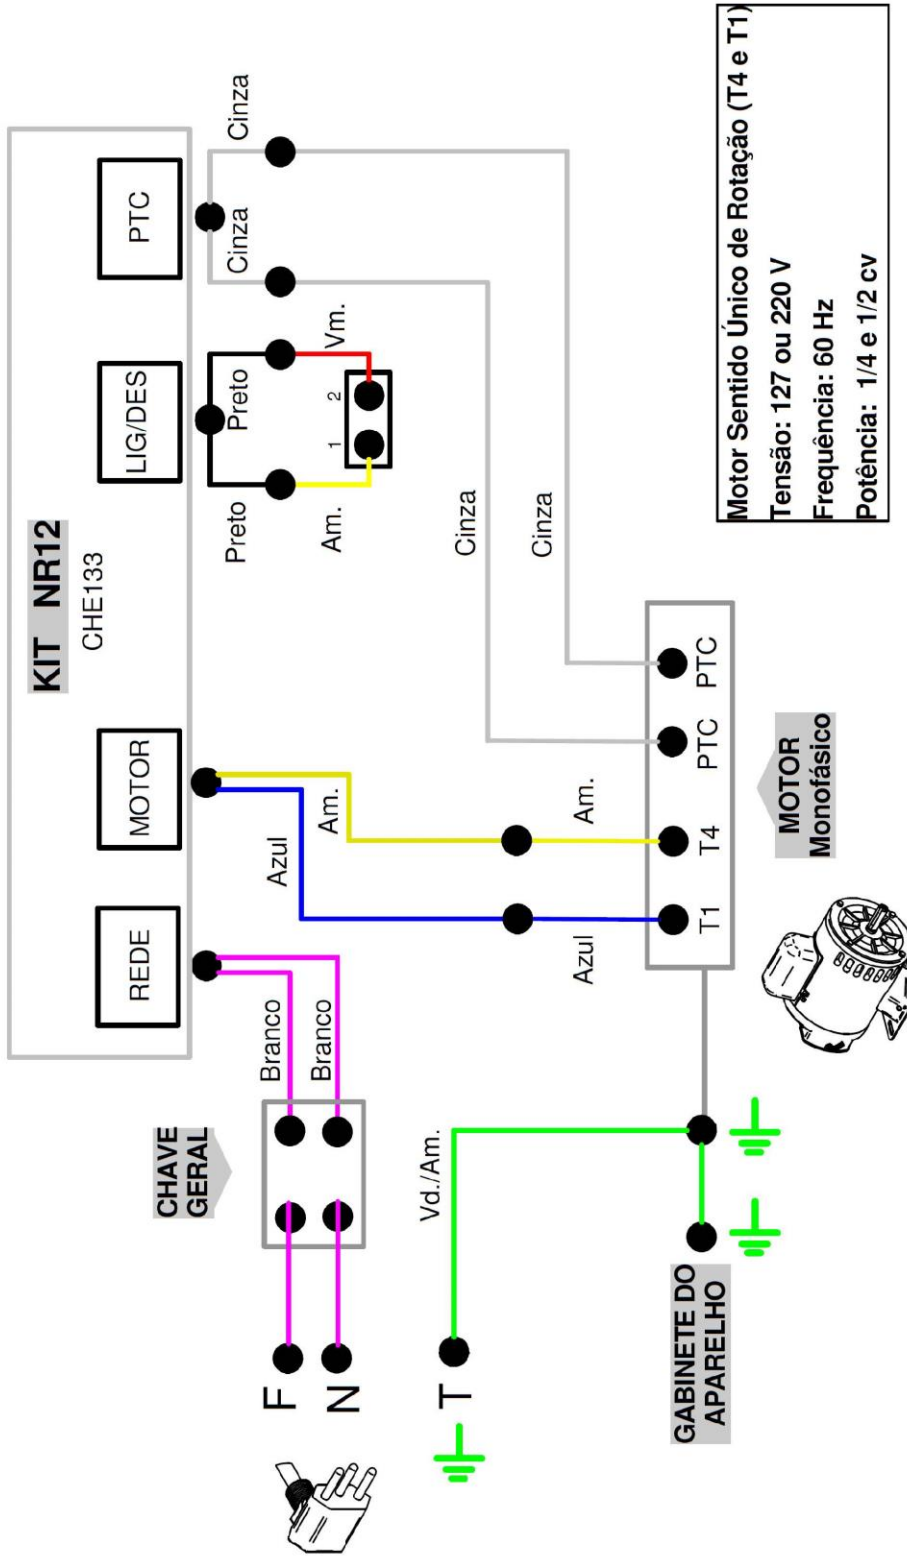 KIT NR12
CHE133
REDE
MOTOR
LIG/DES
PTC
CHAVE
GERAL
Branco
Branco
Azul
Am.
Preto
Preto
Am.
Vm.
1
2
Cinza
Cinza
F
N
T
Vd./Am.
Azul
Am.
Cinza
Cinza
T1
T4
PTC
PTC
GABINETE DO
APARELHO
MOTOR
Monofásico
Motor Sentido Único de Rotação (T4 e T1)
Tensão: 127 ou 220 V
Frequência: 60 Hz
Potência: 1/4 e 1/2 cv